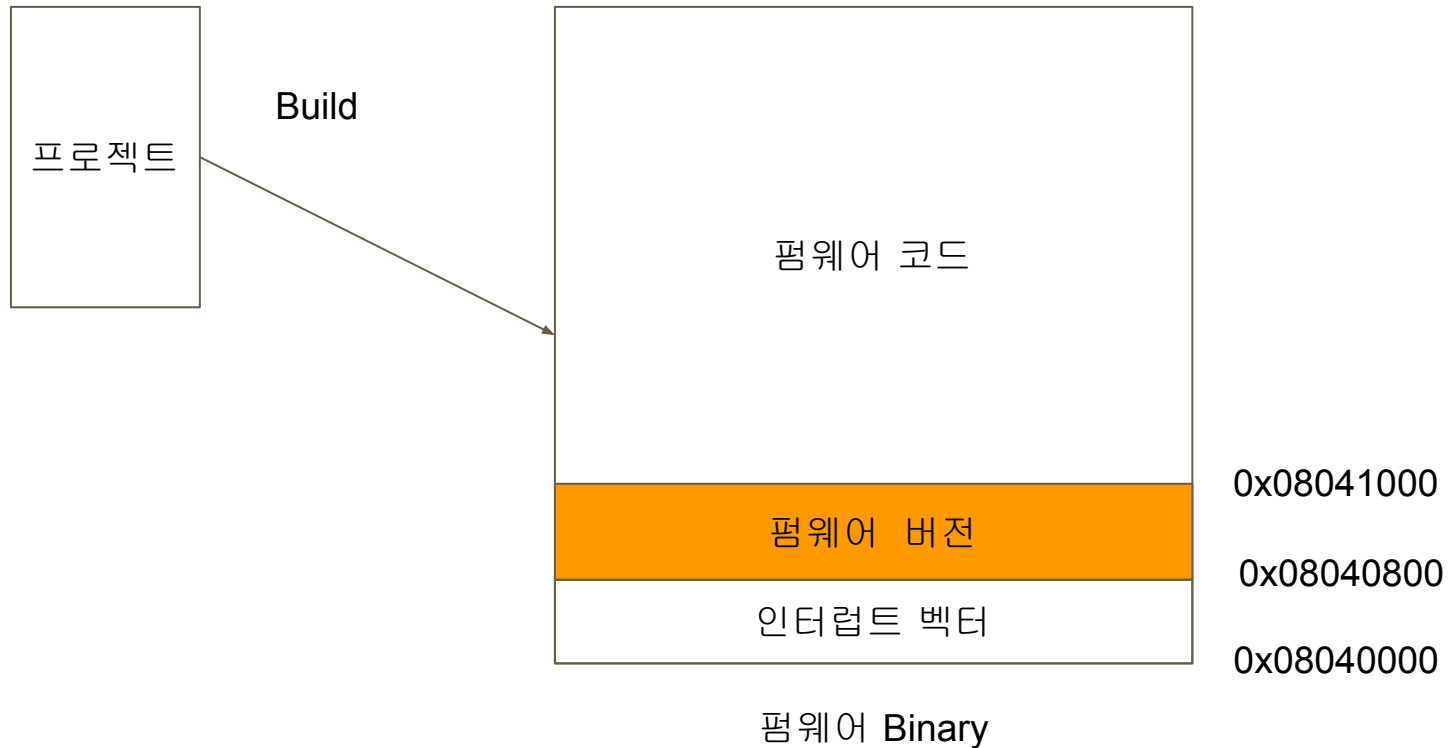 프로젝트
Build
펌웨어 코드
0x08041000
펌웨어 버전
0x08040800
인터럽트 벡터
0x08040000
펌웨어 Binary